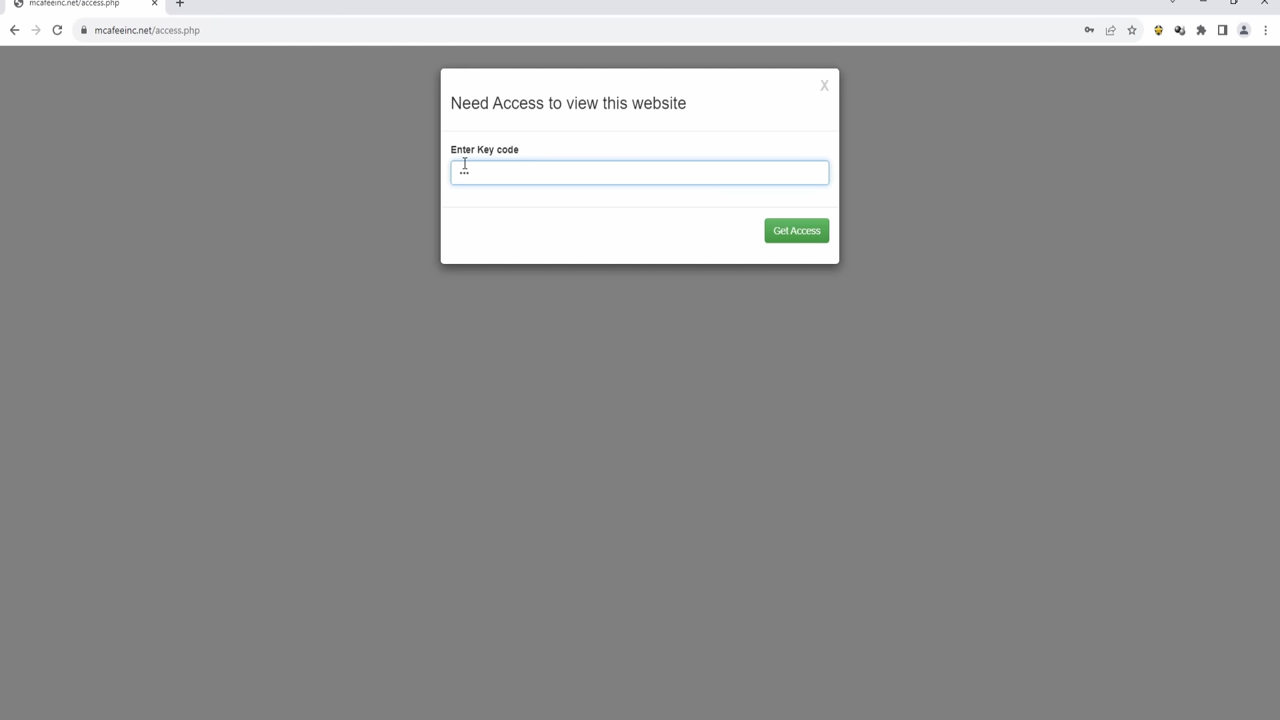 mcafeeinc.net/access.php
mcafeeinc.net/access.php
X
Need Access to view this website
Enter Key code
•••
Get Access